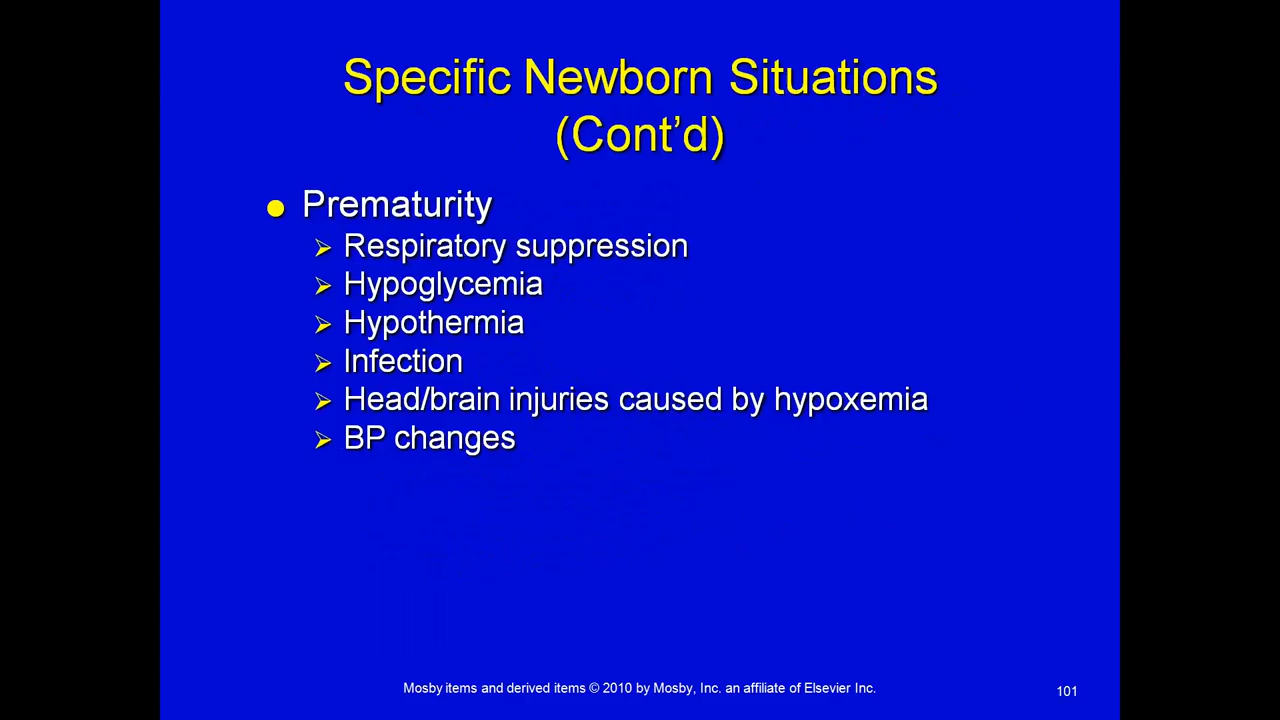 Specific Newborn Situations
(Cont’d)
Prematurity
Respiratory suppression
Hypoglycemia
Hypothermia
Infection
Head/brain injuries caused by hypoxemia
BP changes
Mosby items and derived items © 2010 by Mosby, Inc. an affiliate of Elsevier Inc.
101